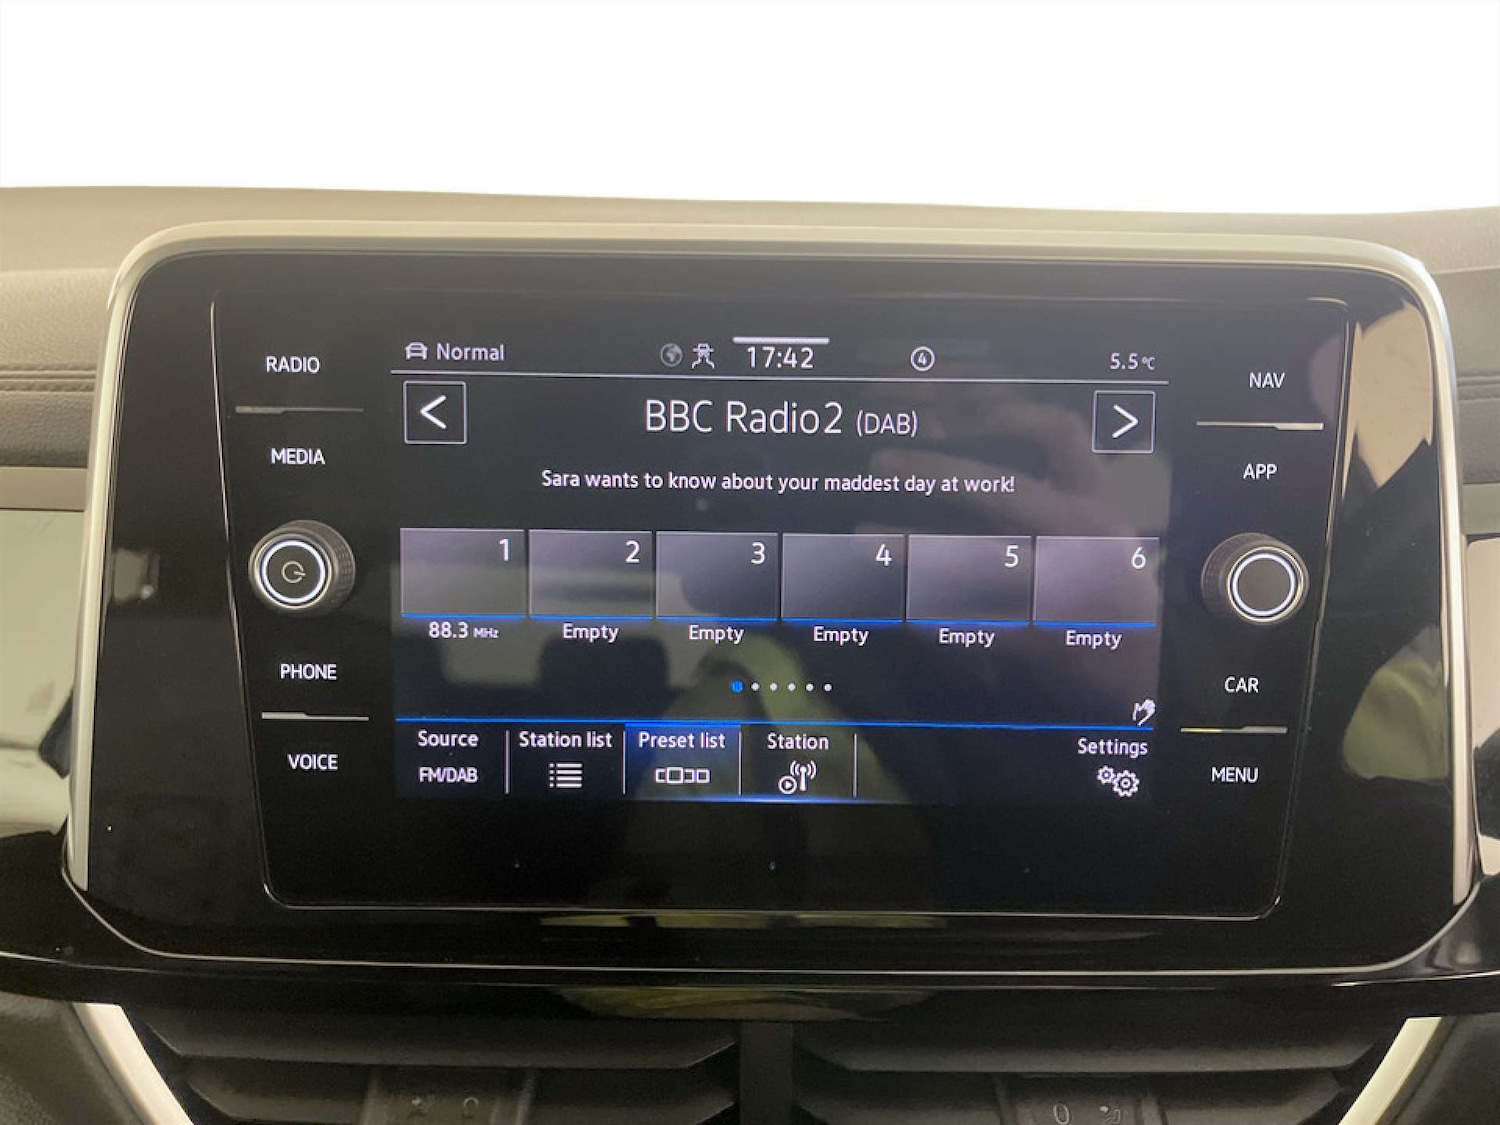 RADIO
MEDIA
PHONE
VOICE
Normal
17:42
4
5.5°C
BBC Radio2 (DAB)
Sara wants to know about your maddest day at work!
1 2 3 4 5 6
88.3 MHz Empty Empty Empty Empty Empty
Source Station list Preset list Station Settings
FM/DAB
NAV
APP
CAR
MENU
0